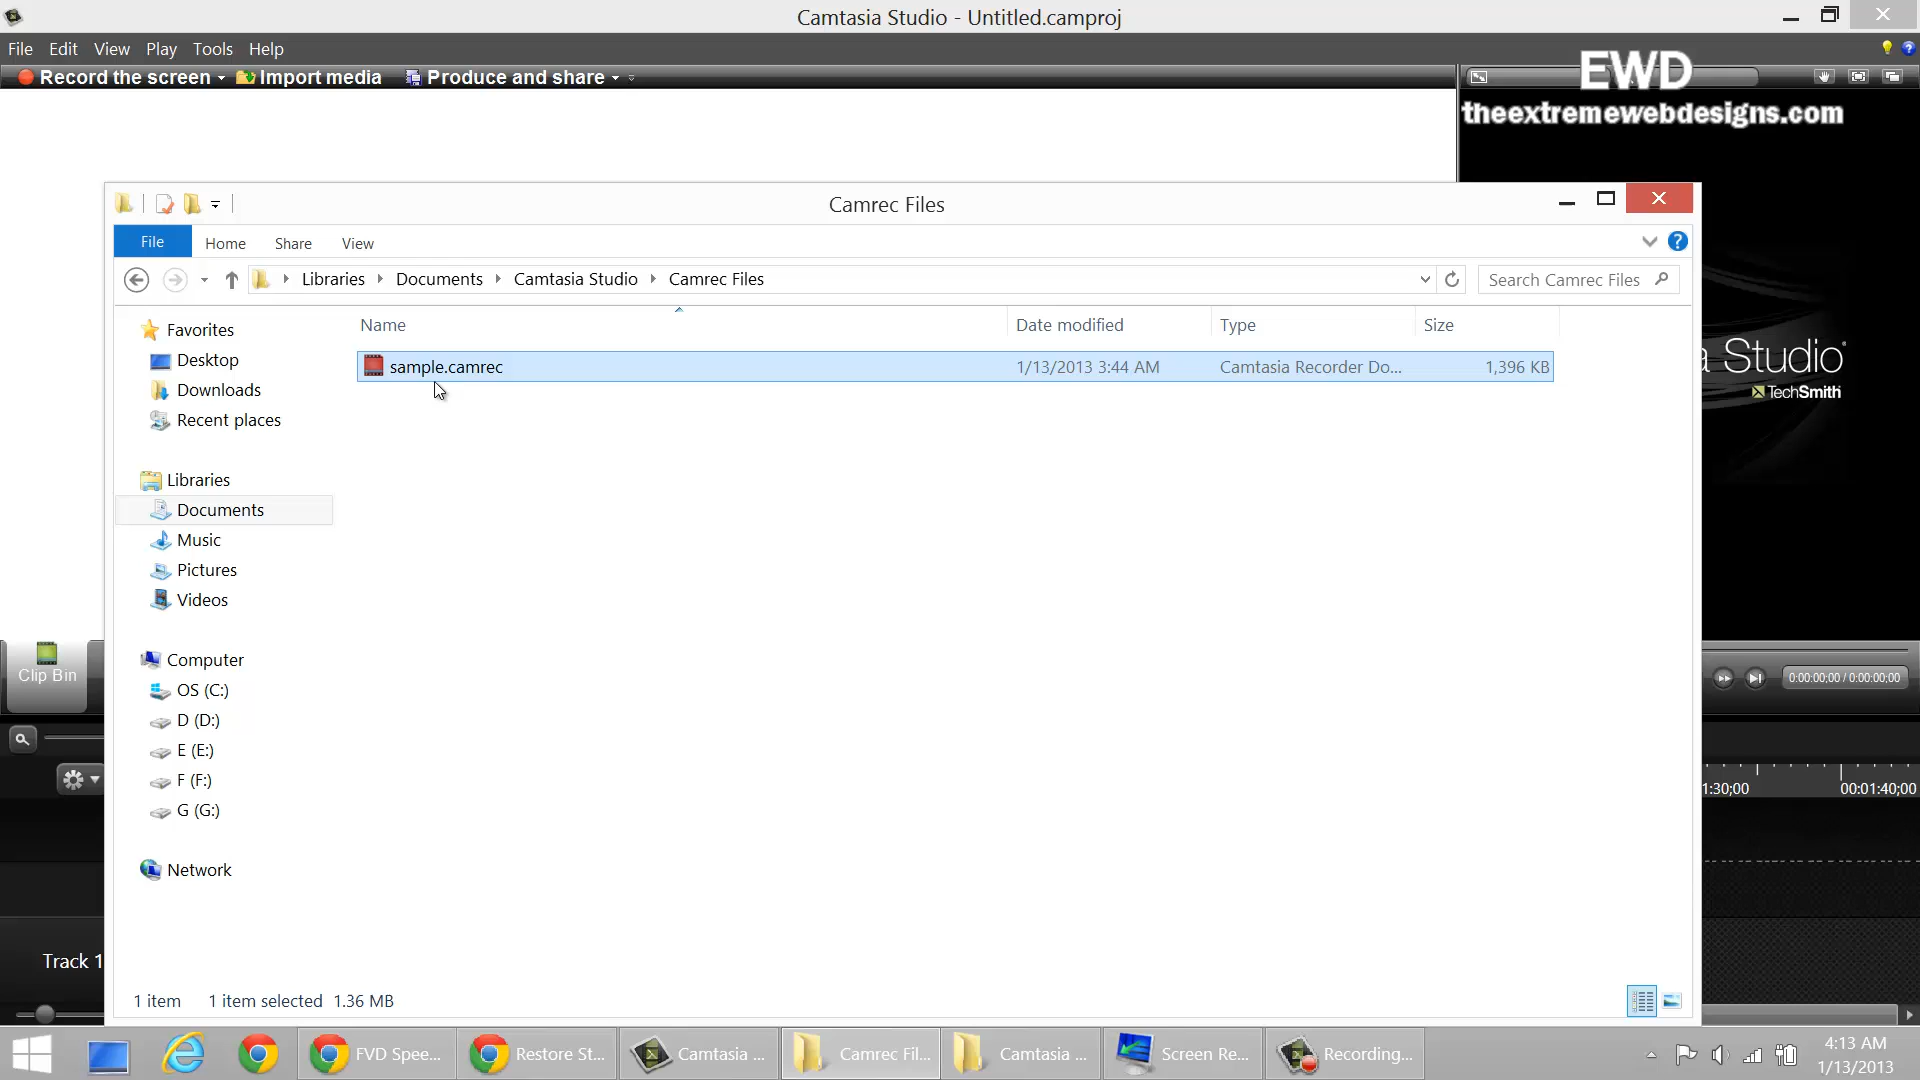 Camtasia Studio - Untitled.camproj
File Edit View Play Tools Help
Record the screen Import media Produce and share
EWD
theextremewebdesigns.com
Camrec Files
File Home Share View
Libraries Documents Camtasia Studio Camrec Files
Search Camrec Files
Name Date modified Type Size
sample.camrec 1/13/2013 3:44 AM Camtasia Recorder Do... 1,396 KB
Favorites
Desktop
Downloads
Recent places
Libraries
Documents
Music
Pictures
Videos
Computer
OS (C:)
D (D:)
E (E:)
F (F:)
G (G:)
Network
a Studio
TechSmith
Clip Bin
0:00:00;00 / 0:00:00;00
1:30;00 00:01:40;00
Track 1
1 item 1 item selected 1.36 MB
FVD Spee... Restore St... Camtasia ... Camrec Fil... Camtasia ... Screen Re... Recording...
4:13 AM
1/13/2013